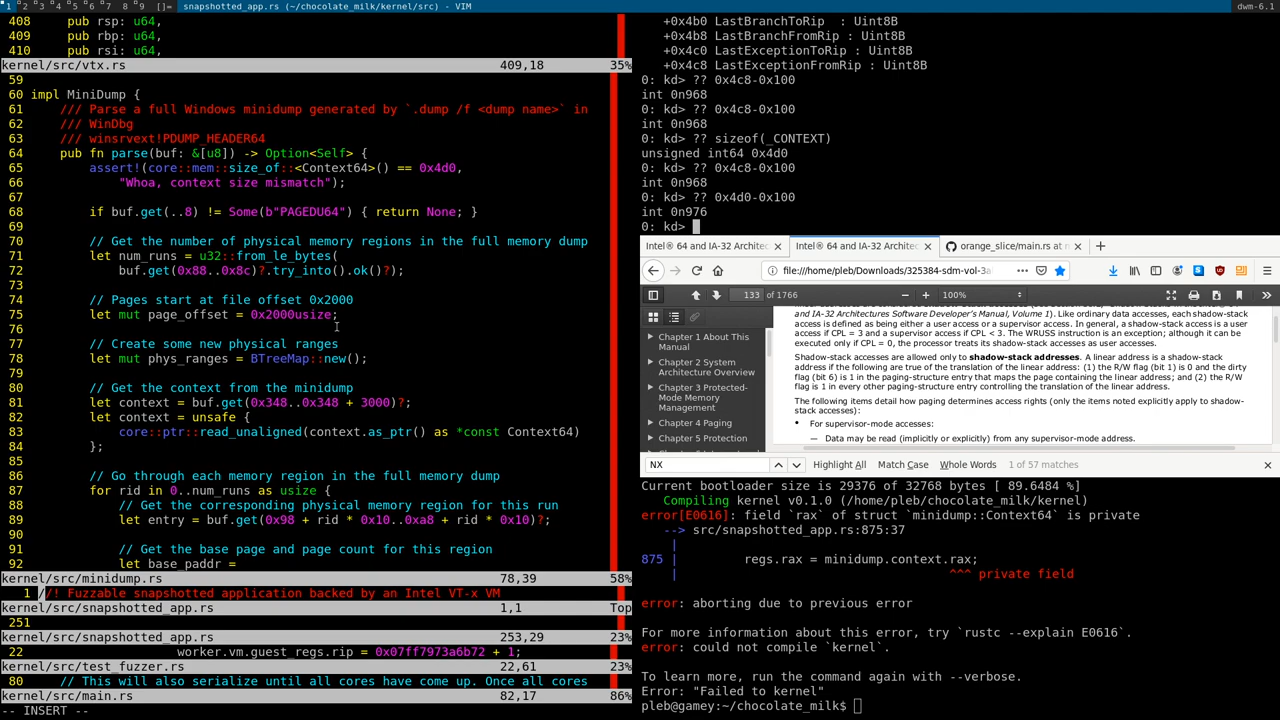 1 2 3 4 5 6 7 8 9 []= snapshotted_app.rs (~/chocolate_milk/kernel/src) - VIM dwm-6.1
408     pub rsp: u64,
409     pub rbp: u64,
410     pub rsi: u64,
kernel/src/vtx.rs 409,18 35%
59
60 impl MiniDump {
61     /// Parse a full Windows minidump generated by `.dump /f <dump name>` in
62     /// WinDbg
63     /// winsrvext!PDUMP_HEADER64
64     pub fn parse(buf: &[u8]) -> Option<Self> {
65         assert!(core::mem::size_of::<Context64>() == 0x4d0,
66             "Whoa, context size mismatch");
67
68         if buf.get(..8) != Some(b"PAGEDU64") { return None; }
69
70         // Get the number of physical memory regions in the full memory dump
71         let num_runs = u32::from_le_bytes(
72             buf.get(0x88..0x8c)?.try_into().ok()?);
73
74         // Pages start at file offset 0x2000
75         let mut page_offset = 0x2000usize;
76
77         // Create some new physical ranges
78         let mut phys_ranges = BTreeMap::new();
79
80         // Get the context from the minidump
81         let context = buf.get(0x348..0x348 + 3000)?;
82         let context = unsafe {
83             core::ptr::read_unaligned(context.as_ptr() as *const Context64)
84         };
85
86         // Go through each memory region in the full memory dump
87         for rid in 0..num_runs as usize {
88             // Get the corresponding physical memory region for this run
89             let entry = buf.get(0x98 + rid * 0x10..0xa8 + rid * 0x10)?;
90
91             // Get the base page and page count for this region
92             let base_paddr =
kernel/src/minidump.rs 78,39 58%
1 //! Fuzzable snapshotted application backed by an Intel VT-x VM
kernel/src/snapshotted_app.rs 1,1 Top
251
kernel/src/snapshotted_app.rs 253,29 23%
22                     worker.vm.guest_regs.rip = 0x07ff7973a6b72 + 1;
kernel/src/test_fuzzer.rs 22,61 23%
80     // This will also serialize until all cores have come up. Once all cores
kernel/src/main.rs 82,17 86%
-- INSERT --
+0x4b0 LastBranchToRip  : Uint8B
+0x4b8 LastBranchFromRip : Uint8B
+0x4c0 LastExceptionToRip : Uint8B
+0x4c8 LastExceptionFromRip : Uint8B
0: kd> ?? 0x4c8-0x100
int 0n968
0: kd> ?? 0x4c8-0x100
int 0n968
0: kd> ?? sizeof(_CONTEXT)
unsigned int64 0x4d0
0: kd> ?? 0x4c8-0x100
int 0n968
0: kd> ?? 0x4d0-0x100
int 0n976
0: kd>
Intel® 64 and IA-32 Architec Intel® 64 and IA-32 Architec orange_slice/main.rs at
file:///home/pleb/Downloads/325384-sdm-vol-3a
133 of 1766 100%
Chapter 1 About This Manual
Chapter 2 System Architecture Overview
Chapter 3 Protected-Mode Memory Management
Chapter 4 Paging
Chapter 5 Protection
and IA-32 Architectures Software Developer's Manual, Volume 1). Like ordinary data accesses, each shadow-stack
access is defined as being either a user access or a supervisor access. In general, a shadow-stack access is a user
access if CPL = 3 and a supervisor access if CPL < 3. The WRUSS instruction is an exception; although it can be
executed only if CPL = 0, the processor treats its shadow-stack accesses as user accesses.
Shadow-stack accesses are allowed only to shadow-stack addresses. A linear address is a shadow-stack
address if the following are true of the translation of the linear address: (1) the R/W flag (bit 1) is 0 and the dirty
flag (bit 6) is 1 in the paging-structure entry that maps the page containing the linear address; and (2) the R/W
flag is 1 in every other paging-structure entry controlling the translation of the linear address.
The following items detail how paging determines access rights (only the items noted explicitly apply to shadow-
stack accesses):
• For supervisor-mode accesses:
— Data may be read (implicitly or explicitly) from any supervisor-mode address.
NX Highlight All Match Case Whole Words 1 of 57 matches
Current bootloader size is 29376 of 32768 bytes [ 89.6484 %]
   Compiling kernel v0.1.0 (/home/pleb/chocolate_milk/kernel)
error[E0616]: field `rax` of struct `minidump::Context64` is private
   --> src/snapshotted_app.rs:875:37
    |
875 |         regs.rax = minidump.context.rax;
    |                                     ^^^ private field
error: aborting due to previous error
For more information about this error, try `rustc --explain E0616`.
error: could not compile `kernel`.
To learn more, run the command again with --verbose.
Error: "Failed to kernel"
pleb@gamey:~/chocolate_milk$